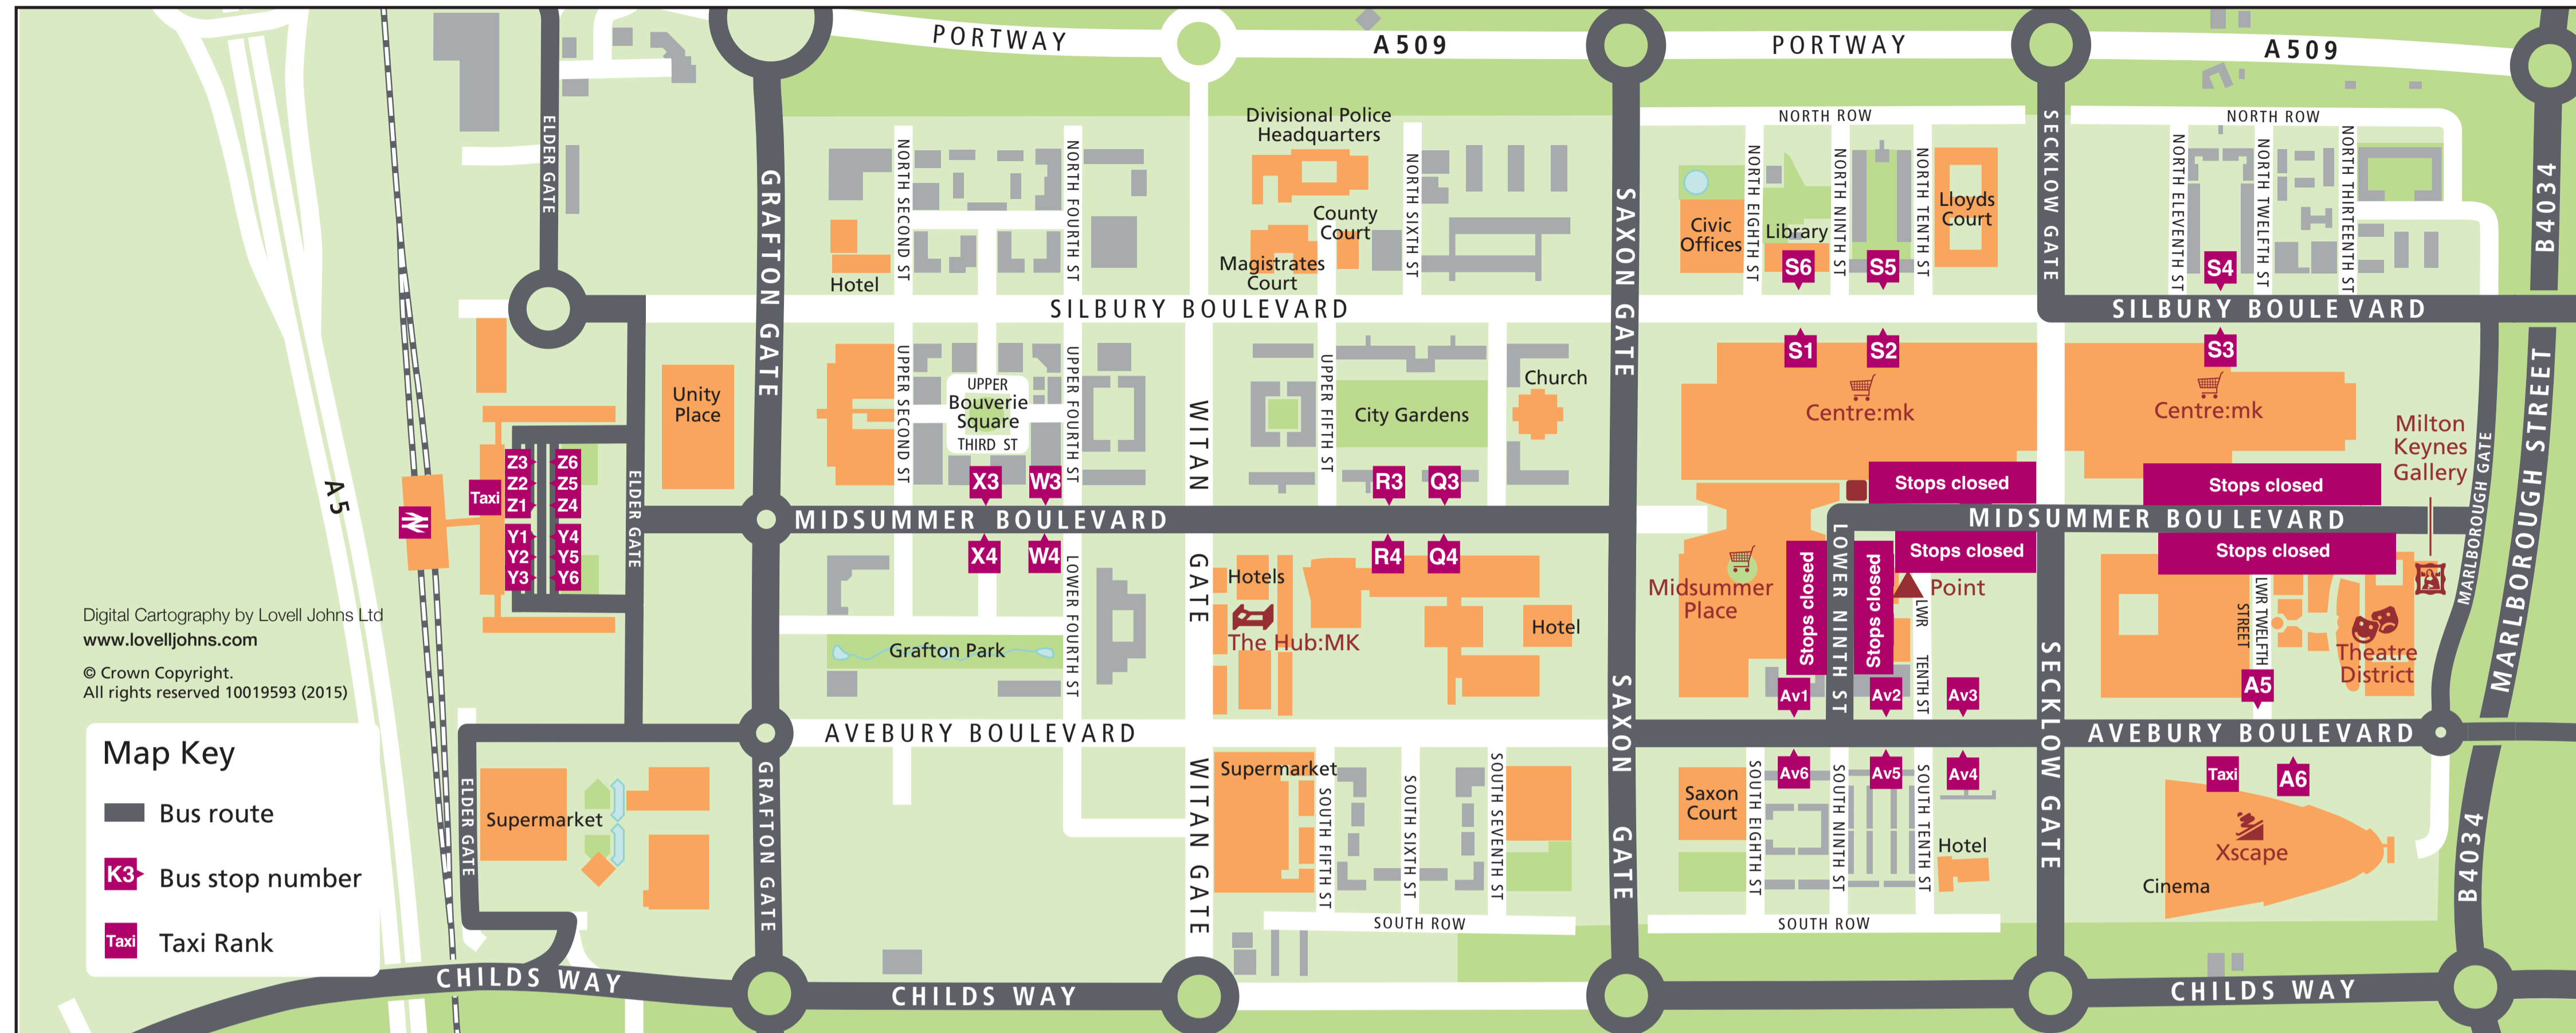 PORTWAY
A509
PORTWAY
A509
ELDER GATE
GRAFTON GATE
SAXON GATE
SECKLOW GATE
B4034
NORTH ROW
NORTH ROW
Divisional Police
Headquarters
NORTH SECOND ST
NORTH FOURTH ST
NORTH SIXTH ST
County
Court
Magistrates
Court
Hotel
NORTH EIGHTH ST
NORTH NINTH ST
NORTH TENTH ST
Civic
Offices
Library
Lloyds
Court
S6
S5
NORTH ELEVENTH ST
NORTH TWELFTH ST
NORTH THIRTEENTH ST
S4
SILBURY BOULEVARD
SILBURY BOULEVARD
S1
S2
S3
Unity
Place
UPPER SECOND ST
UPPER
Bouverie
Square
THIRD ST
UPPER FOURTH ST
WITAN
GATE
UPPER FIFTH ST
City Gardens
Church
Centre:mk
Centre:mk
Milton
Keynes
Gallery
MARLBOROUGH GATE
MARLBOROUGH STREET
A5
Taxi
Z3
Z6
Z2
Z5
Z1
Z4
Y1
Y4
Y2
Y5
Y3
Y6
ELDER GATE
X3
W3
R3
Q3
Stops closed
Stops closed
MIDSUMMER BOULEVARD
MIDSUMMER BOULEVARD
X4
W4
R4
Q4
Stops closed
Stops closed
Stops closed
Stops closed
LOWER NINTH ST
LOWER FOURTH ST
Hotels
The Hub:MK
Hotel
Midsummer
Place
Point
LWR
TENTH ST
LWR TWELFTH
STREET
Theatre
District
Grafton Park
SAXON
GATE
SECKLOW GATE
Av1
Av2
Av3
A5
AVEBURY BOULEVARD
AVEBURY BOULEVARD
Av6
Av5
Av4
Taxi
A6
Digital Cartography by Lovell Johns Ltd
www.lovelljohns.com
© Crown Copyright.
All rights reserved 10019593 (2015)
Map Key
Bus route
K3
Bus stop number
Taxi
Taxi Rank
ELDER GATE
Supermarket
GRAFTON GATE
WITAN GATE
Supermarket
SOUTH FIFTH ST
SOUTH SIXTH ST
SOUTH SEVENTH ST
Saxon
Court
SOUTH EIGHTH ST
SOUTH NINTH ST
SOUTH TENTH ST
Hotel
Xscape
Cinema
B4034
SOUTH ROW
SOUTH ROW
CHILDS WAY
CHILDS WAY
CHILDS WAY